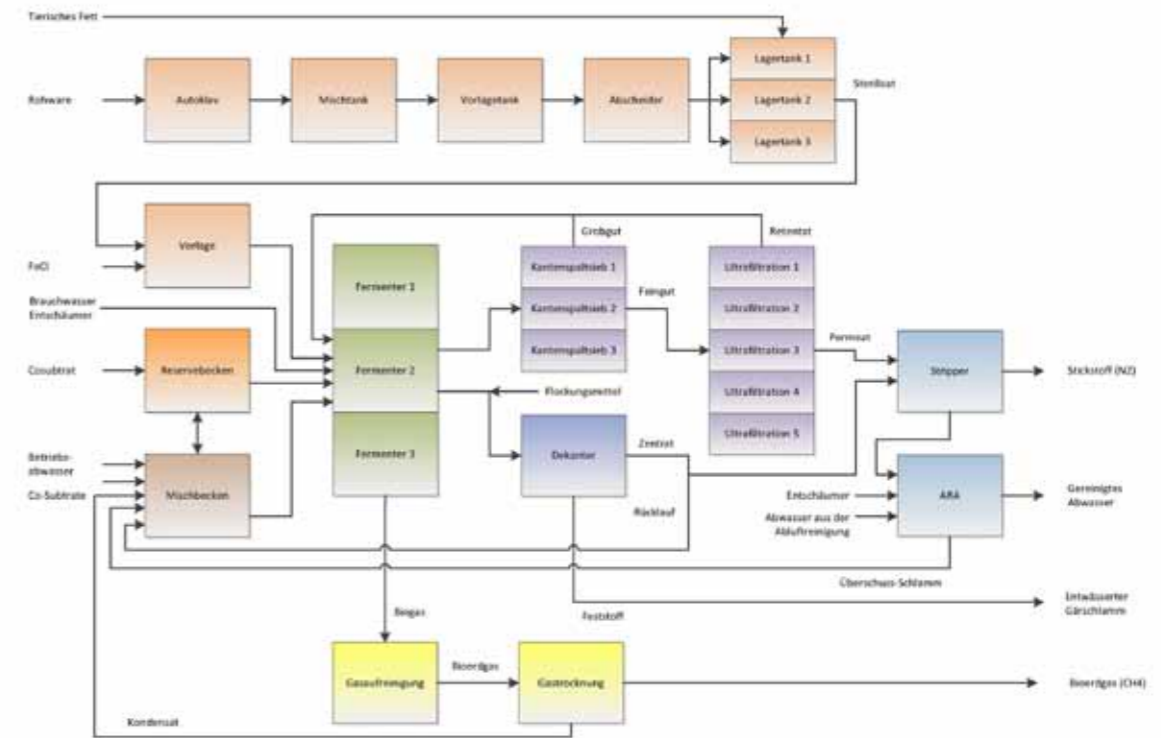 Tierisches Fett
Lagertank 1
Sterilisat
Rohware
Autoklav
Mischtank
Vorlagetank
Abscheider
Lagertank 2
Lagertank 3
Grobgut
Retentat
Vorlage
FeCl
Fermenter 1
Kantenspaltsieb 1
Ultrafiltration 1
Feingut
Brauchwasser
Entschäumer
Kantenspaltsieb 2
Ultrafiltration 2
Permeat
Cosubtrat
Reservebecken
Fermenter 2
Kantenspaltsieb 3
Ultrafiltration 3
Stripper
Stickstoff (N2)
Flockungsmittel
Ultrafiltration 4
Ultrafiltration 5
Betriebs-
abwasser
Co-Subtrate
Mischbecken
Fermenter 3
Dekanter
Zentrat
Rücklauf
Entschäumer
Abwasser aus der
Abluftreinigung
ARA
Gereinigtes
Abwasser
Überschuss-Schlamm
Biogas
Feststoff
Entwässerter
Gärschlamm
Gasaufreinigung
Bioerdgas
Gastrocknung
Bioerdgas (CH4)
Kondensat